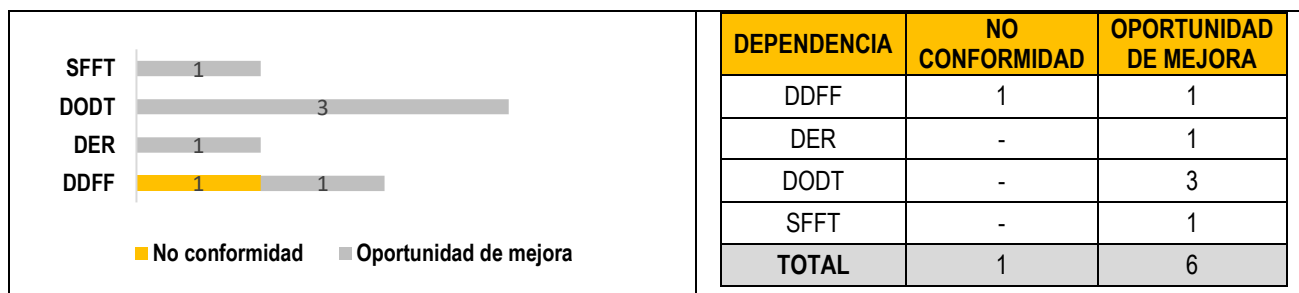 SFFT 1
DODT 3
DER 1
DDFF 1 1
No conformidad Oportunidad de mejora
DEPENDENCIA NO CONFORMIDAD OPORTUNIDAD DE MEJORA
DDFF 1 1
DER - 1
DODT - 3
SFFT - 1
TOTAL 1 6